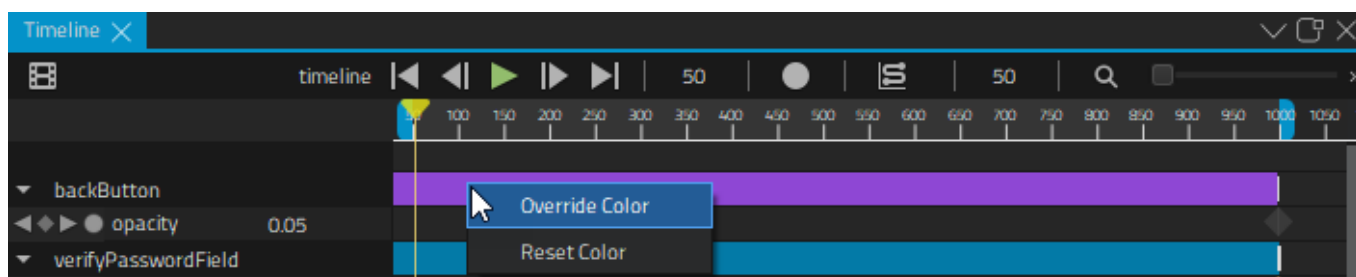 Timeline
timeline 50 50
50 100 150 200 250 300 350 400 450 500 550 600 650 700 750 800 850 900 950 1000 1050
backButton
Override Color
opacity 0.05
Reset Color
verifyPasswordField